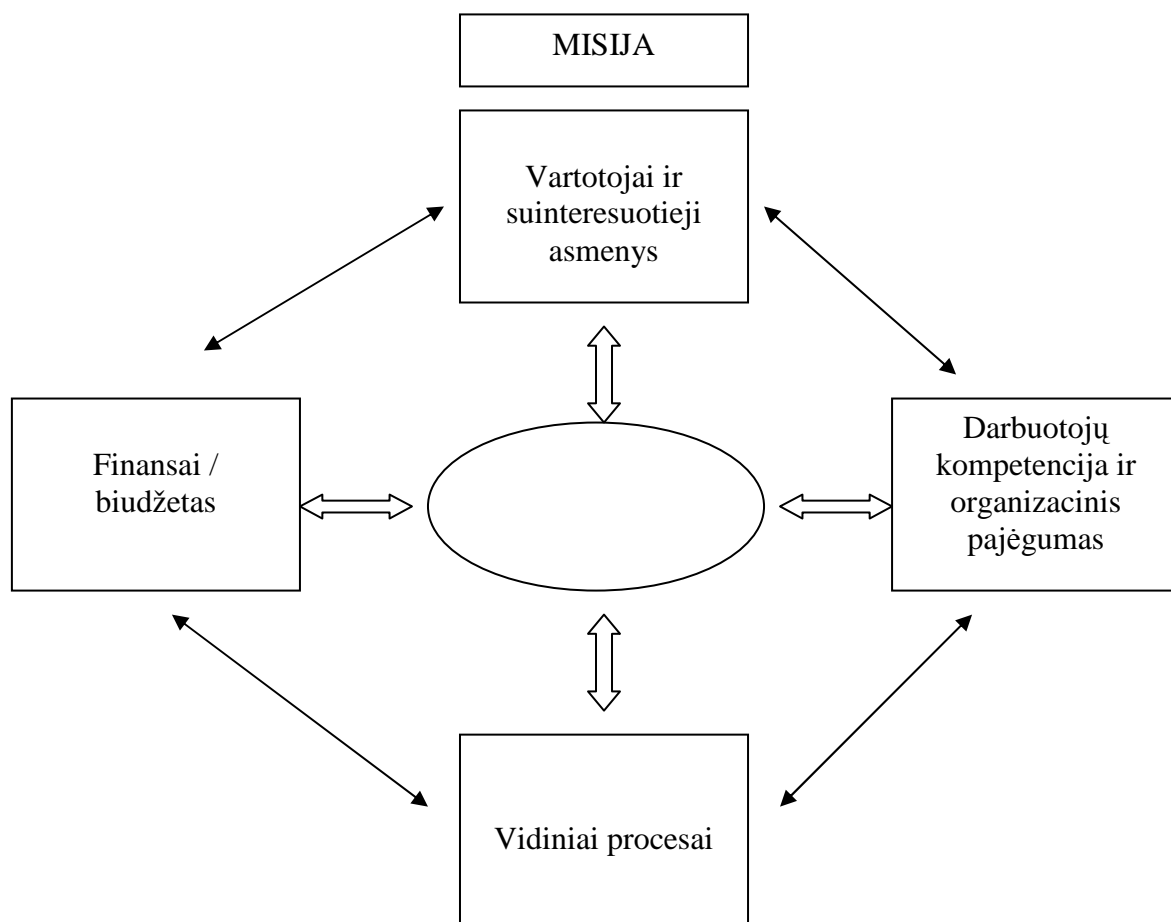 MISIJA
Vartotojai ir
suinteresuotieji
asmenys
Finansai /
biudžetas
Darbuotojų
kompetencija ir
organizacinis
pajėgumas
Vidiniai procesai